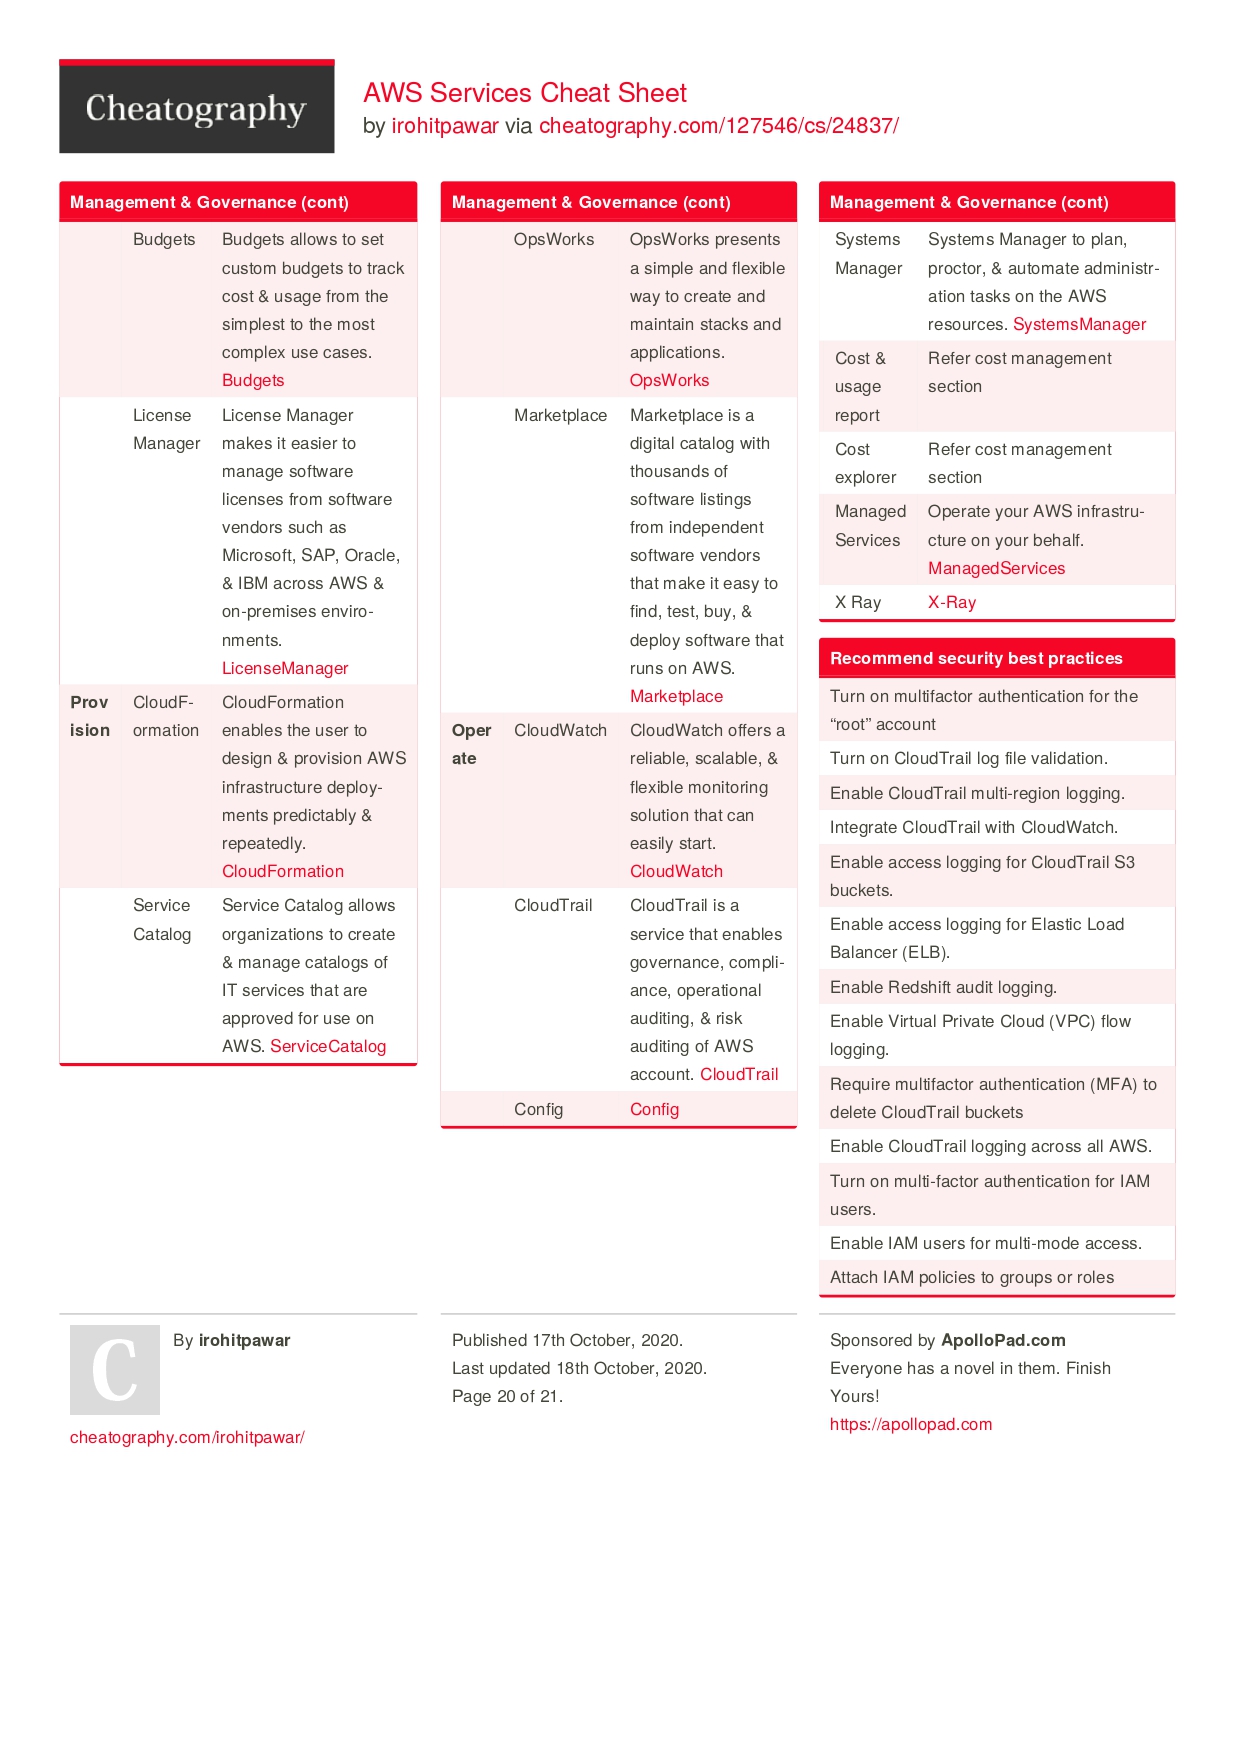 Cheatography
AWS Services Cheat Sheet
by irohitpawar via cheatography.com/127546/cs/24837/
Management & Governance (cont)
Budgets Budgets allows to set
custom budgets to track
cost & usage from the
simplest to the most
complex use cases.
Budgets
License License Manager
Manager makes it easier to
manage software
licenses from software
vendors such as
Microsoft, SAP, Oracle,
& IBM across AWS &
on-premises enviro-
nments.
LicenseManager
Prov CloudF- CloudFormation
ision ormation enables the user to
design & provision AWS
infrastructure deploy-
ments predictably &
repeatedly.
CloudFormation
Service Service Catalog allows
Catalog organizations to create
& manage catalogs of
IT services that are
approved for use on
AWS. ServiceCatalog
Management & Governance (cont)
OpsWorks OpsWorks presents
a simple and flexible
way to create and
maintain stacks and
applications.
OpsWorks
Marketplace Marketplace is a
digital catalog with
thousands of
software listings
from independent
software vendors
that make it easy to
find, test, buy, &
deploy software that
runs on AWS.
Marketplace
Oper CloudWatch CloudWatch offers a
ate reliable, scalable, &
flexible monitoring
solution that can
easily start.
CloudWatch
CloudTrail CloudTrail is a
service that enables
governance, compli-
ance, operational
auditing, & risk
auditing of AWS
account. CloudTrail
Config Config
Management & Governance (cont)
Systems Systems Manager to plan,
Manager proctor, & automate administr-
ation tasks on the AWS
resources. SystemsManager
Cost & Refer cost management
usage section
report
Cost Refer cost management
explorer section
Managed Operate your AWS infrastru-
Services cture on your behalf.
ManagedServices
X Ray X-Ray
Recommend security best practices
Turn on multifactor authentication for the
“root” account
Turn on CloudTrail log file validation.
Enable CloudTrail multi-region logging.
Integrate CloudTrail with CloudWatch.
Enable access logging for CloudTrail S3
buckets.
Enable access logging for Elastic Load
Balancer (ELB).
Enable Redshift audit logging.
Enable Virtual Private Cloud (VPC) flow
logging.
Require multifactor authentication (MFA) to
delete CloudTrail buckets
Enable CloudTrail logging across all AWS.
Turn on multi-factor authentication for IAM
users.
Enable IAM users for multi-mode access.
Attach IAM policies to groups or roles
C
By irohitpawar
cheatography.com/irohitpawar/
Published 17th October, 2020.
Last updated 18th October, 2020.
Page 20 of 21.
Sponsored by ApolloPad.com
Everyone has a novel in them. Finish
Yours!
https://apollopad.com